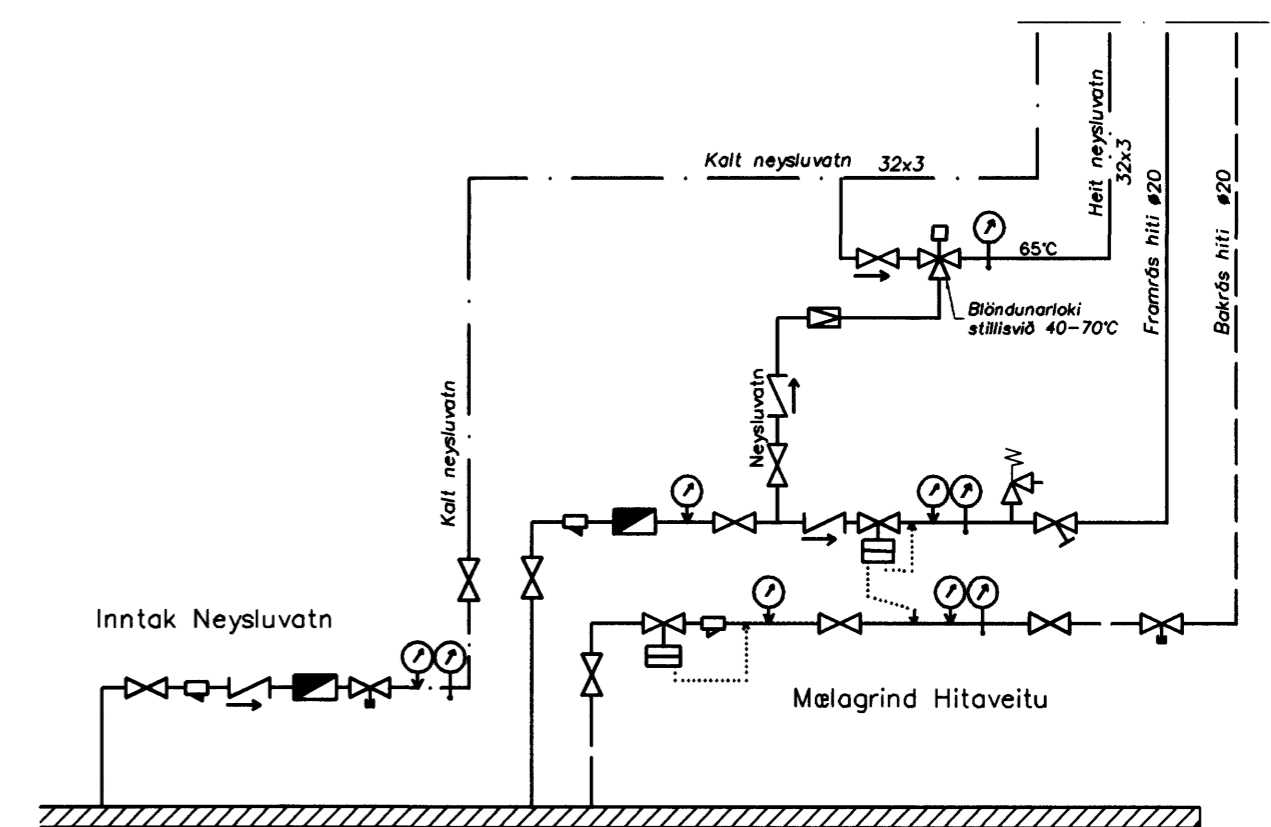 Kalt neysluvatn 32x3
Heit neysluvatn
32x3
Framrás hiti ø20
Bakrás hiti ø20
65°C
Blöndunarloki
stillisvið 40-70°C
Neysluvatn
Kalt neysluvatn
Inntak Neysluvatn
Mælagrind Hitaveitu